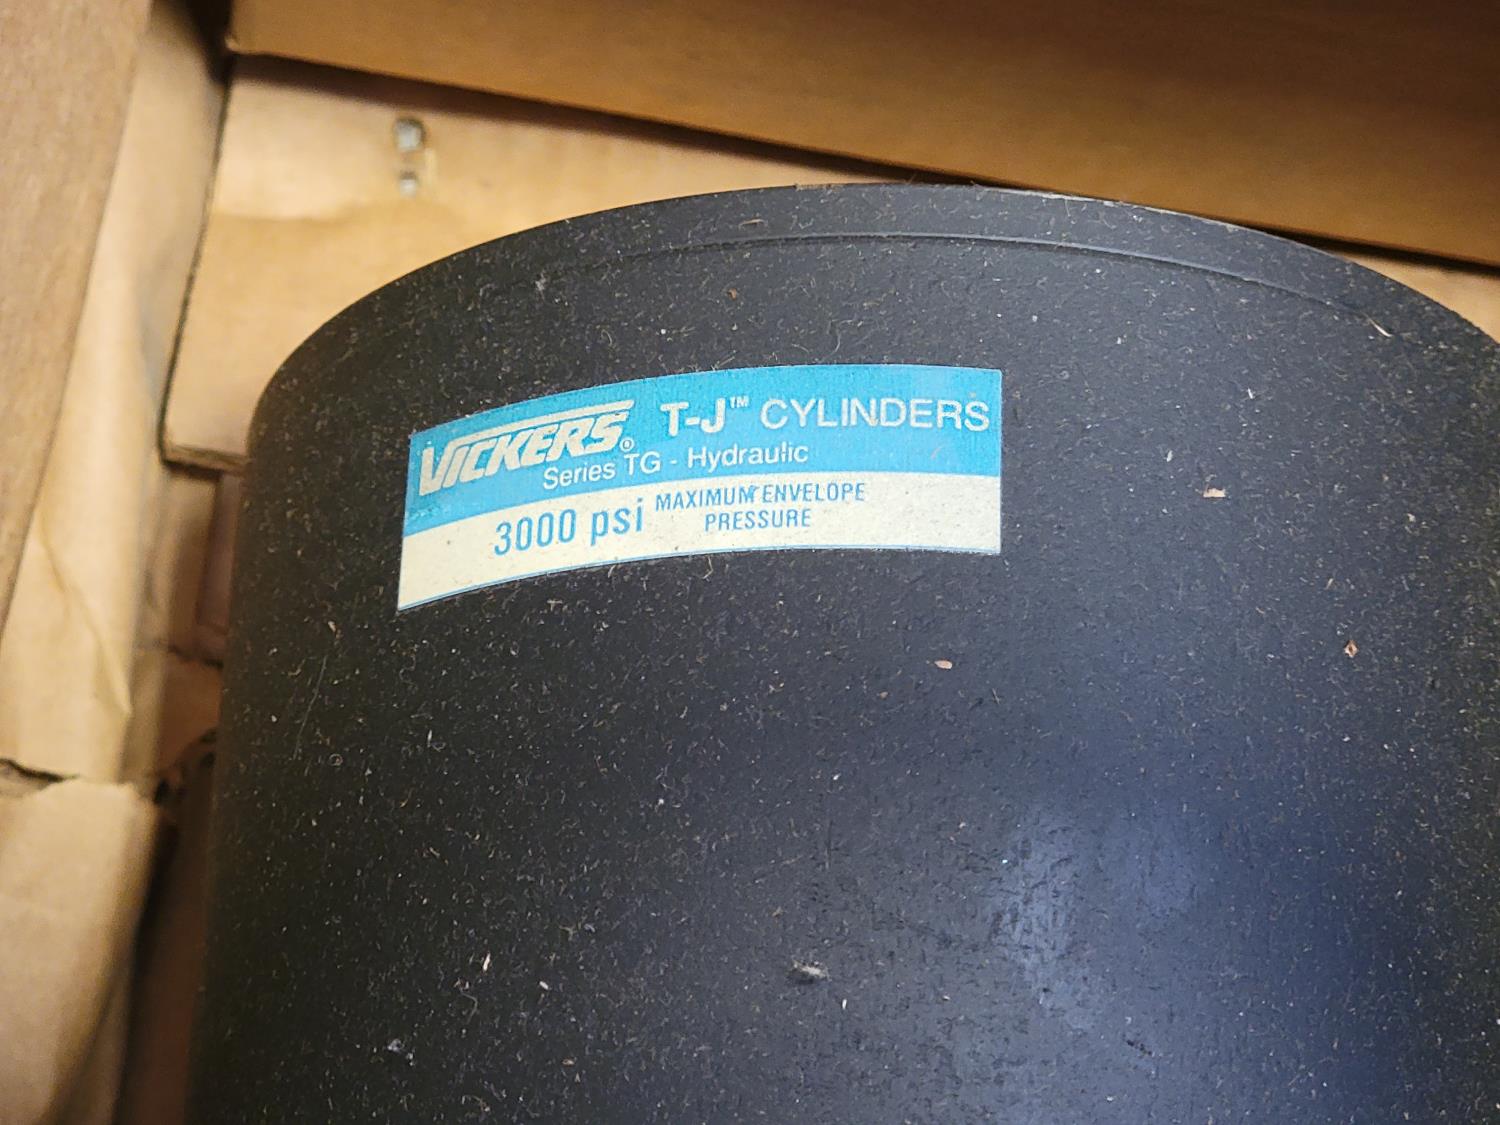 VICKERS® T-J™ CYLINDERS
Series TG - Hydraulic
3000 psi MAXIMUM ENVELOPE
PRESSURE